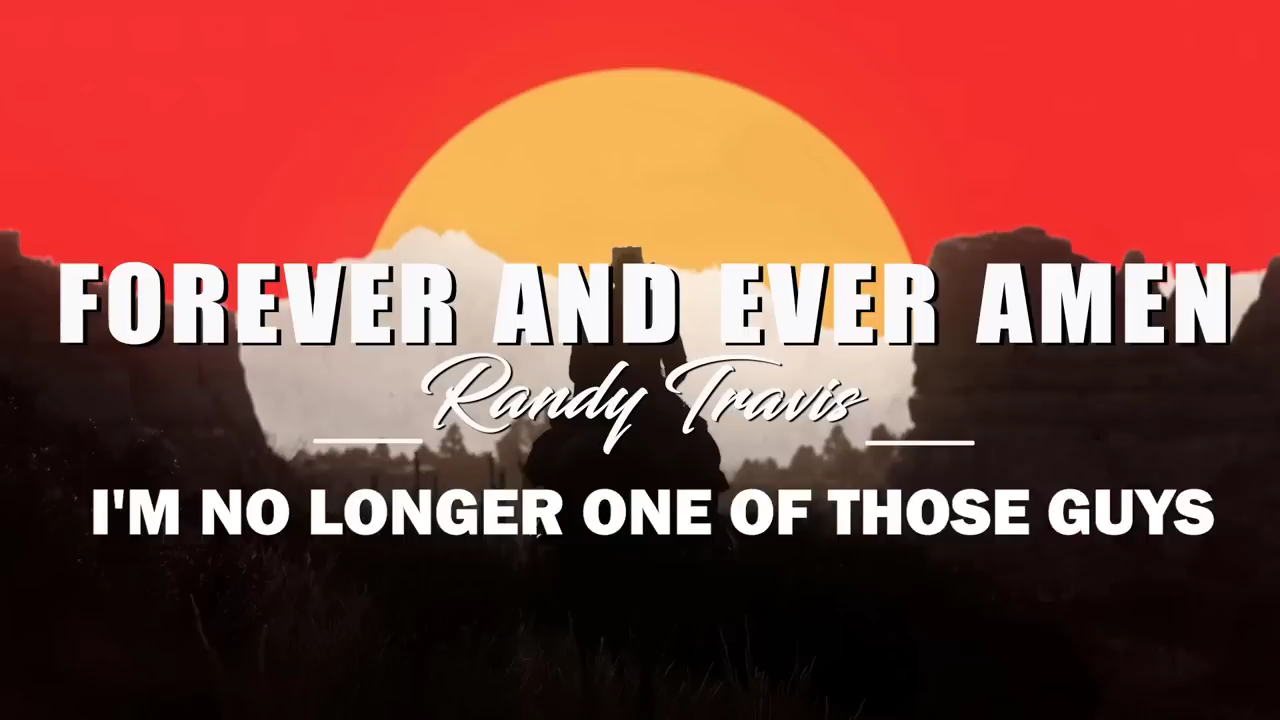 FOREVER AND EVER AMEN
Randy Travis
I'M NO LONGER ONE OF THOSE GUYS